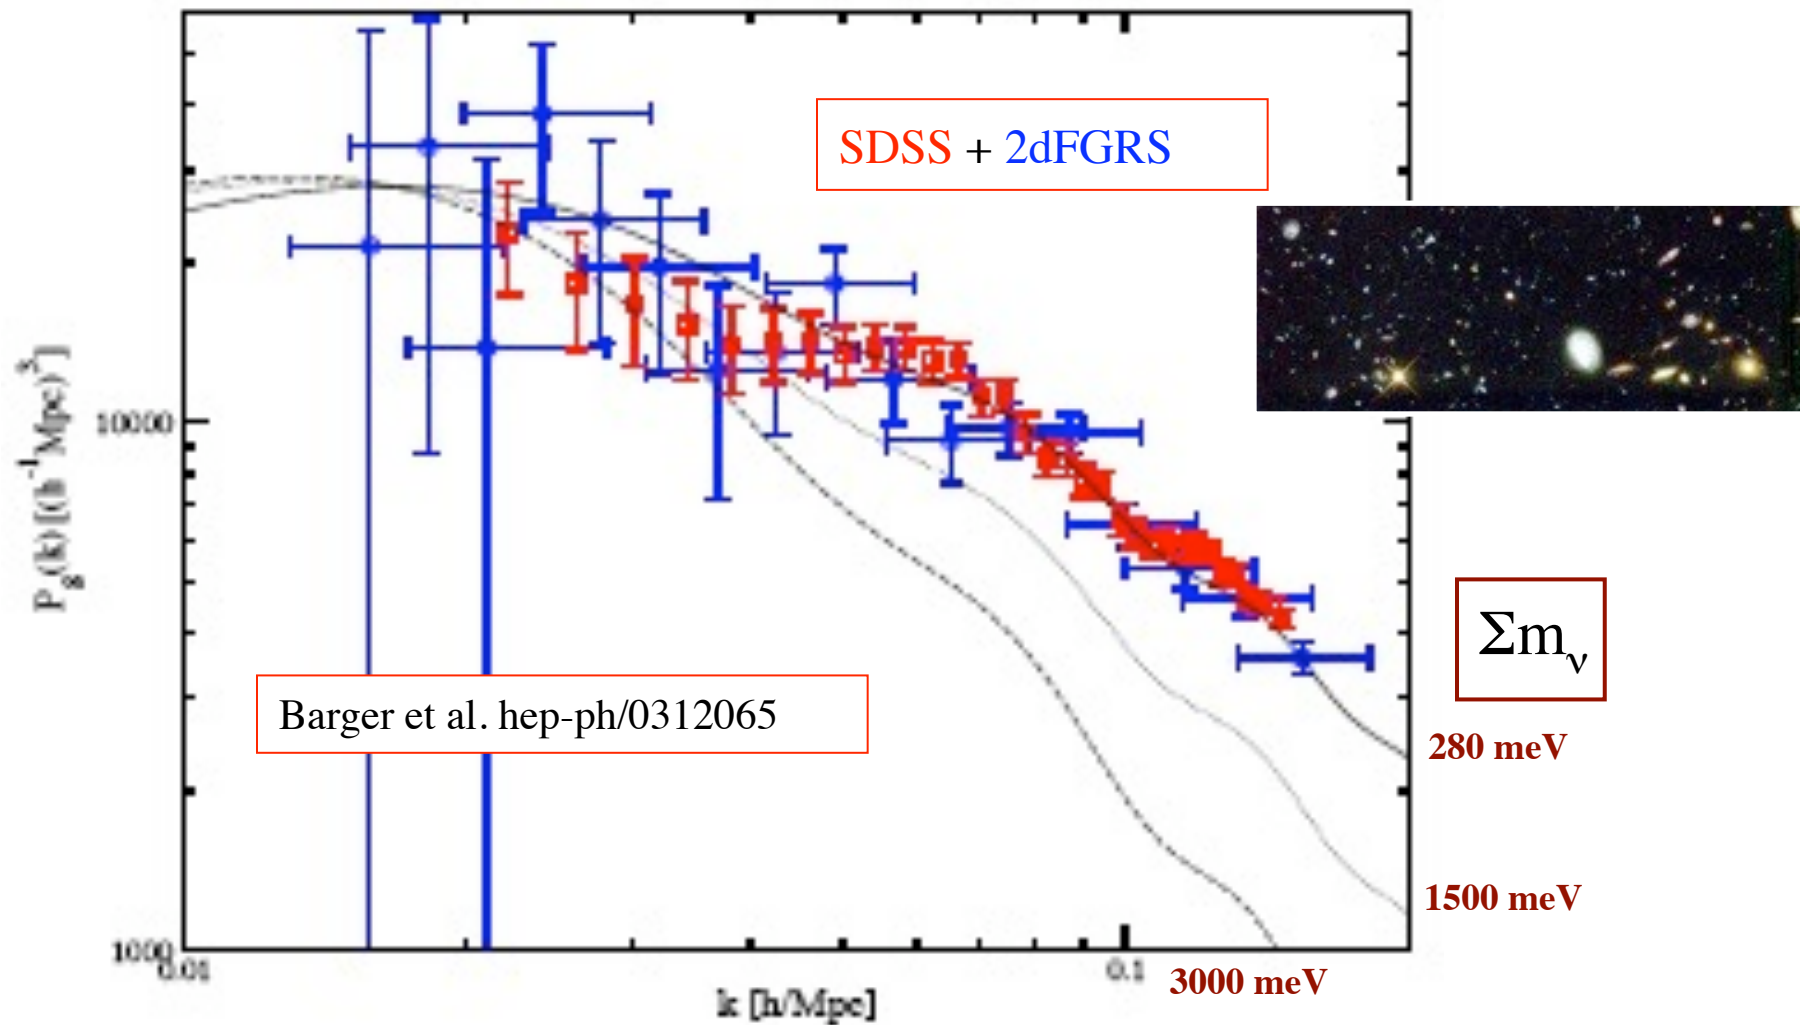 SDSS + 2dFGRS
10000
P_g(k) [(h^-1 Mpc)^3]
Σm_ν
Barger et al. hep-ph/0312065
280 meV
1500 meV
1000
0.01
0.1
3000 meV
k [h/Mpc]